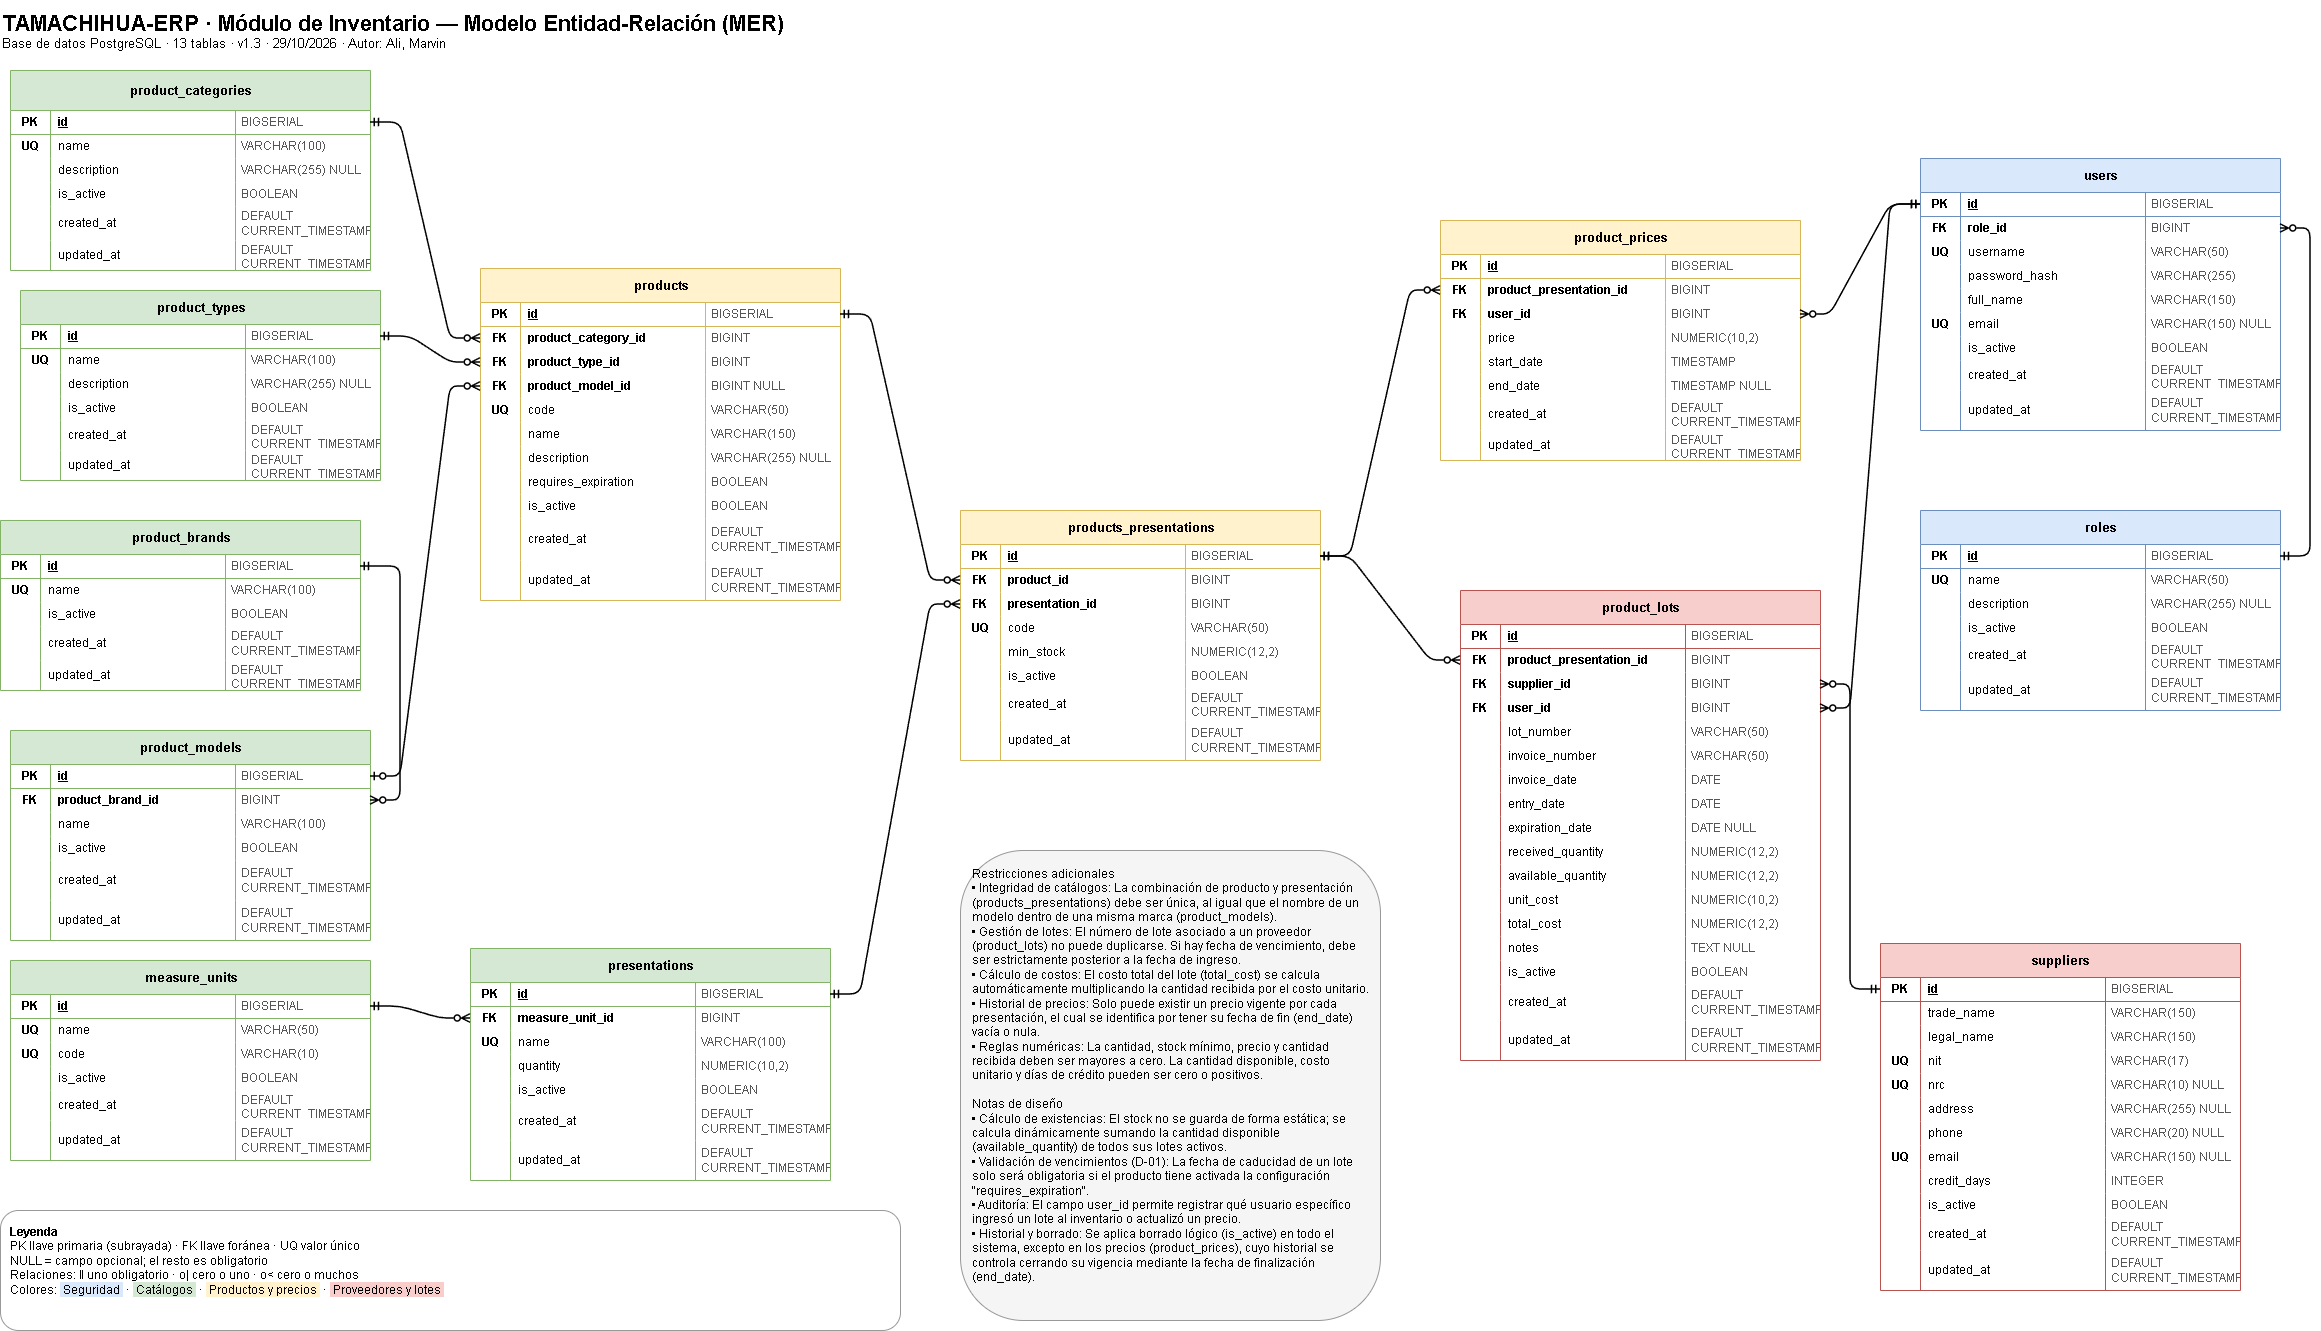 TAMACHIHUA-ERP · Módulo de Inventario — Modelo Entidad-Relación (MER)
Base de datos PostgreSQL · 13 tablas · v1.3 · 29/10/2026 · Autor: Ali, Marvin
product_categories
PK id BIGSERIAL
UQ name VARCHAR(100)
description VARCHAR(255) NULL
is_active BOOLEAN
created_at DEFAULT
CURRENT_TIMESTAMP
updated_at DEFAULT
CURRENT_TIMESTAMP
product_types
PK id BIGSERIAL
UQ name VARCHAR(100)
description VARCHAR(255) NULL
is_active BOOLEAN
created_at DEFAULT
CURRENT_TIMESTAMP
updated_at DEFAULT
CURRENT_TIMESTAMP
product_brands
PK id BIGSERIAL
UQ name VARCHAR(100)
is_active BOOLEAN
created_at DEFAULT
CURRENT_TIMESTAMP
updated_at DEFAULT
CURRENT_TIMESTAMP
product_models
PK id BIGSERIAL
FK product_brand_id BIGINT
name VARCHAR(100)
is_active BOOLEAN
created_at DEFAULT
CURRENT_TIMESTAMP
updated_at DEFAULT
CURRENT_TIMESTAMP
measure_units
PK id BIGSERIAL
UQ name VARCHAR(50)
UQ code VARCHAR(10)
is_active BOOLEAN
created_at DEFAULT
CURRENT_TIMESTAMP
updated_at DEFAULT
CURRENT_TIMESTAMP
products
PK id BIGSERIAL
FK product_category_id BIGINT
FK product_type_id BIGINT
FK product_model_id BIGINT NULL
UQ code VARCHAR(50)
name VARCHAR(150)
description VARCHAR(255) NULL
requires_expiration BOOLEAN
is_active BOOLEAN
created_at DEFAULT
CURRENT_TIMESTAMP
updated_at DEFAULT
CURRENT_TIMESTAMP
presentations
PK id BIGSERIAL
FK measure_unit_id BIGINT
UQ name VARCHAR(100)
quantity NUMERIC(10,2)
is_active BOOLEAN
created_at DEFAULT
CURRENT_TIMESTAMP
updated_at DEFAULT
CURRENT_TIMESTAMP
products_presentations
PK id BIGSERIAL
FK product_id BIGINT
FK presentation_id BIGINT
UQ code VARCHAR(50)
min_stock NUMERIC(12,2)
is_active BOOLEAN
created_at DEFAULT
CURRENT_TIMESTAMP
updated_at DEFAULT
CURRENT_TIMESTAMP
product_prices
PK id BIGSERIAL
FK product_presentation_id BIGINT
FK user_id BIGINT
price NUMERIC(10,2)
start_date TIMESTAMP
end_date TIMESTAMP NULL
created_at DEFAULT
CURRENT_TIMESTAMP
updated_at DEFAULT
CURRENT_TIMESTAMP
product_lots
PK id BIGSERIAL
FK product_presentation_id BIGINT
FK supplier_id BIGINT
FK user_id BIGINT
lot_number VARCHAR(50)
invoice_number VARCHAR(50)
invoice_date DATE
entry_date DATE
expiration_date DATE NULL
received_quantity NUMERIC(12,2)
available_quantity NUMERIC(12,2)
unit_cost NUMERIC(10,2)
total_cost NUMERIC(12,2)
notes TEXT NULL
is_active BOOLEAN
created_at DEFAULT
CURRENT_TIMESTAMP
updated_at DEFAULT
CURRENT_TIMESTAMP
users
PK id BIGSERIAL
FK role_id BIGINT
UQ username VARCHAR(50)
password_hash VARCHAR(255)
full_name VARCHAR(150)
UQ email VARCHAR(150) NULL
is_active BOOLEAN
created_at DEFAULT
CURRENT_TIMESTAMP
updated_at DEFAULT
CURRENT_TIMESTAMP
roles
PK id BIGSERIAL
UQ name VARCHAR(50)
description VARCHAR(255) NULL
is_active BOOLEAN
created_at DEFAULT
CURRENT_TIMESTAMP
updated_at DEFAULT
CURRENT_TIMESTAMP
suppliers
PK id BIGSERIAL
trade_name VARCHAR(150)
legal_name VARCHAR(150)
UQ nit VARCHAR(17)
UQ nrc VARCHAR(10) NULL
address VARCHAR(255) NULL
phone VARCHAR(20) NULL
UQ email VARCHAR(150) NULL
credit_days INTEGER
is_active BOOLEAN
created_at DEFAULT
CURRENT_TIMESTAMP
updated_at DEFAULT
CURRENT_TIMESTAMP
Restricciones adicionales
• Integridad de catálogos: La combinación de producto y presentación
(products_presentations) debe ser única, al igual que el nombre de un
modelo dentro de una misma marca (product_models).
• Gestión de lotes: El número de lote asociado a un proveedor
(product_lots) no puede duplicarse. Si hay fecha de vencimiento, debe
ser estrictamente posterior a la fecha de ingreso.
• Cálculo de costos: El costo total del lote (total_cost) se calcula
automáticamente multiplicando la cantidad recibida por el costo unitario.
• Historial de precios: Solo puede existir un precio vigente por cada
presentación, el cual se identifica por tener su fecha de fin (end_date)
vacía o nula.
• Reglas numéricas: La cantidad, stock mínimo, precio y cantidad
recibida deben ser mayores a cero. La cantidad disponible, costo
unitario y días de crédito pueden ser cero o positivos.
Notas de diseño
• Cálculo de existencias: El stock no se guarda de forma estática; se
calcula dinámicamente sumando la cantidad disponible
(available_quantity) de todos sus lotes activos.
• Validación de vencimientos (D-01): La fecha de caducidad de un lote
solo será obligatoria si el producto tiene activada la configuración
"requires_expiration".
• Auditoría: El campo user_id permite registrar qué usuario específico
ingresó un lote al inventario o actualizó un precio.
• Historial y borrado: Se aplica borrado lógico (is_active) en todo el
sistema, excepto en los precios (product_prices), cuyo historial se
controla cerrando su vigencia mediante la fecha de finalización
(end_date).
Leyenda
PK llave primaria (subrayada) · FK llave foránea · UQ valor único
NULL = campo opcional; el resto es obligatorio
Relaciones: || uno obligatorio · o| cero o uno · o< cero o muchos
Colores: Seguridad · Catálogos · Productos y precios · Proveedores y lotes